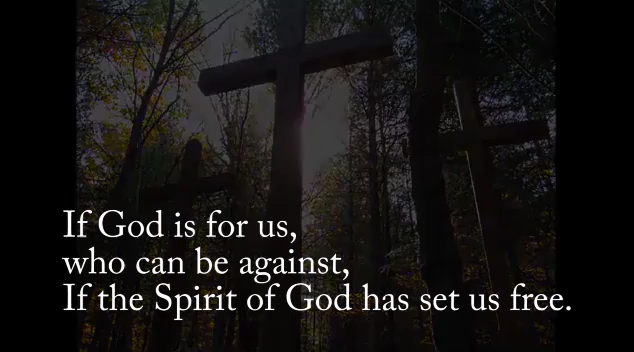 If God is for us,
who can be against,
If the Spirit of God has set us free.